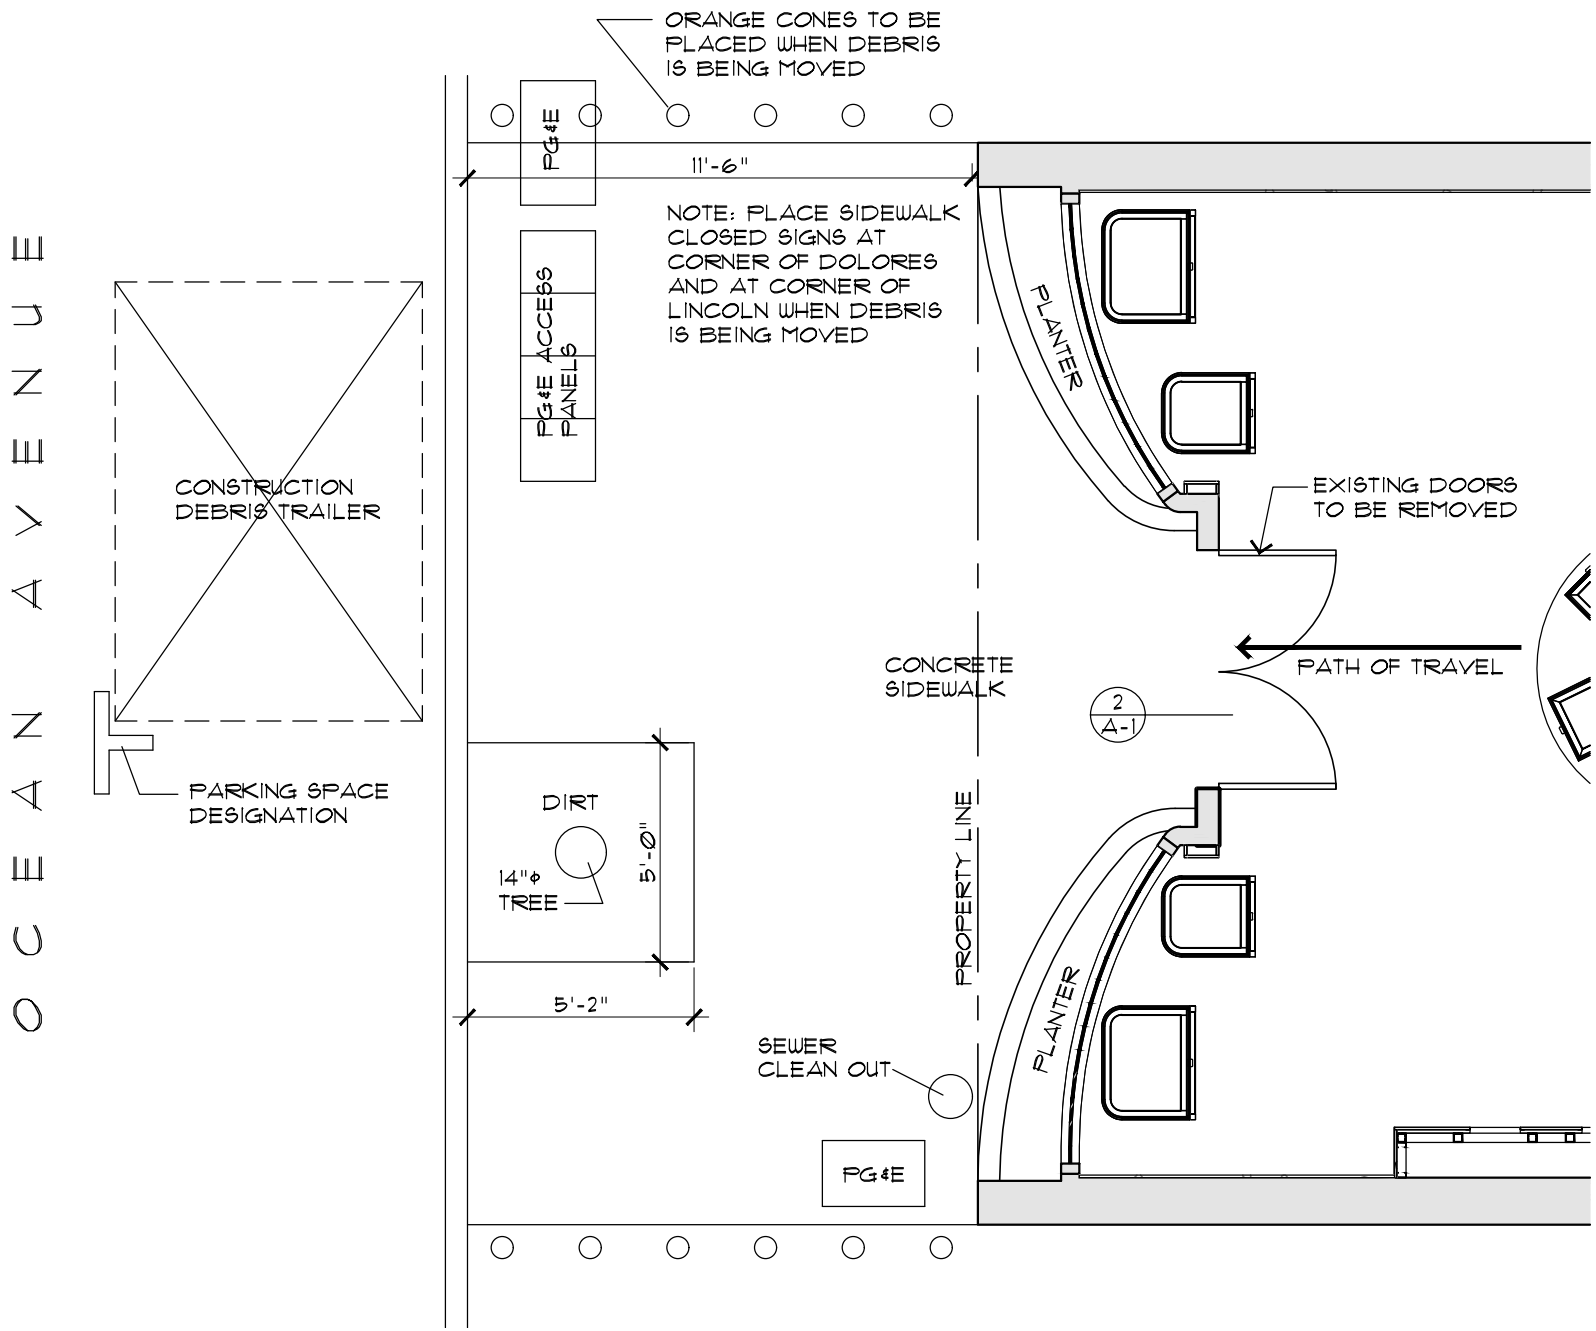 ORANGE CONES TO BE
PLACED WHEN DEBRIS
IS BEING MOVED
PG&E
11'-6"
NOTE: PLACE SIDEWALK
CLOSED SIGNS AT
CORNER OF DOLORES
AND AT CORNER OF
LINCOLN WHEN DEBRIS
IS BEING MOVED
PG&E ACCESS
PANELS
PLANTER
OCEAN AVENUE
CONSTRUCTION
DEBRIS TRAILER
EXISTING DOORS
TO BE REMOVED
CONCRETE
SIDEWALK
PATH OF TRAVEL
2
A-1
PARKING SPACE
DESIGNATION
DIRT
5'-0"
14"ϕ
TREE
PROPERTY LINE
5'-2"
PLANTER
SEWER
CLEAN OUT
PG&E